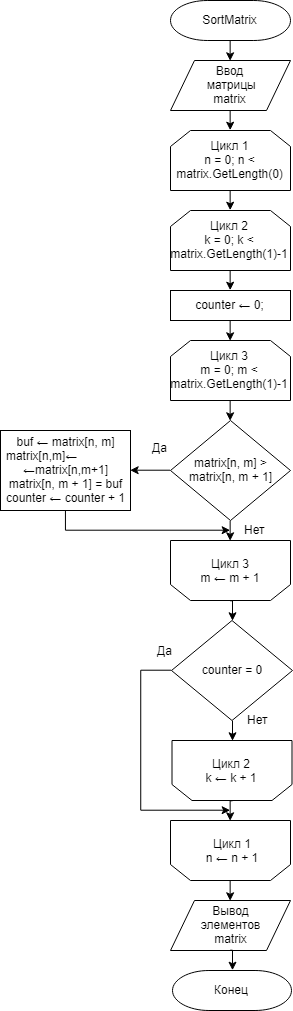 SortMatrix
Ввод
матрицы
matrix
Цикл 1
n = 0; n <
matrix.GetLength(0)
Цикл 2
k = 0; k <
matrix.GetLength(1)-1
counter ← 0;
Цикл 3
m = 0; m <
matrix.GetLength(1)-1
matrix[n, m] >
matrix[n, m + 1]
Да
buf ← matrix[n, m]
matrix[n,m]←
←matrix[n,m+1]
matrix[n, m + 1] = buf
counter ← counter + 1
Нет
Цикл 3
m ← m + 1
Да
counter = 0
Нет
Цикл 2
k ← k + 1
Цикл 1
n ← n + 1
Вывод
элементов
matrix
Конец